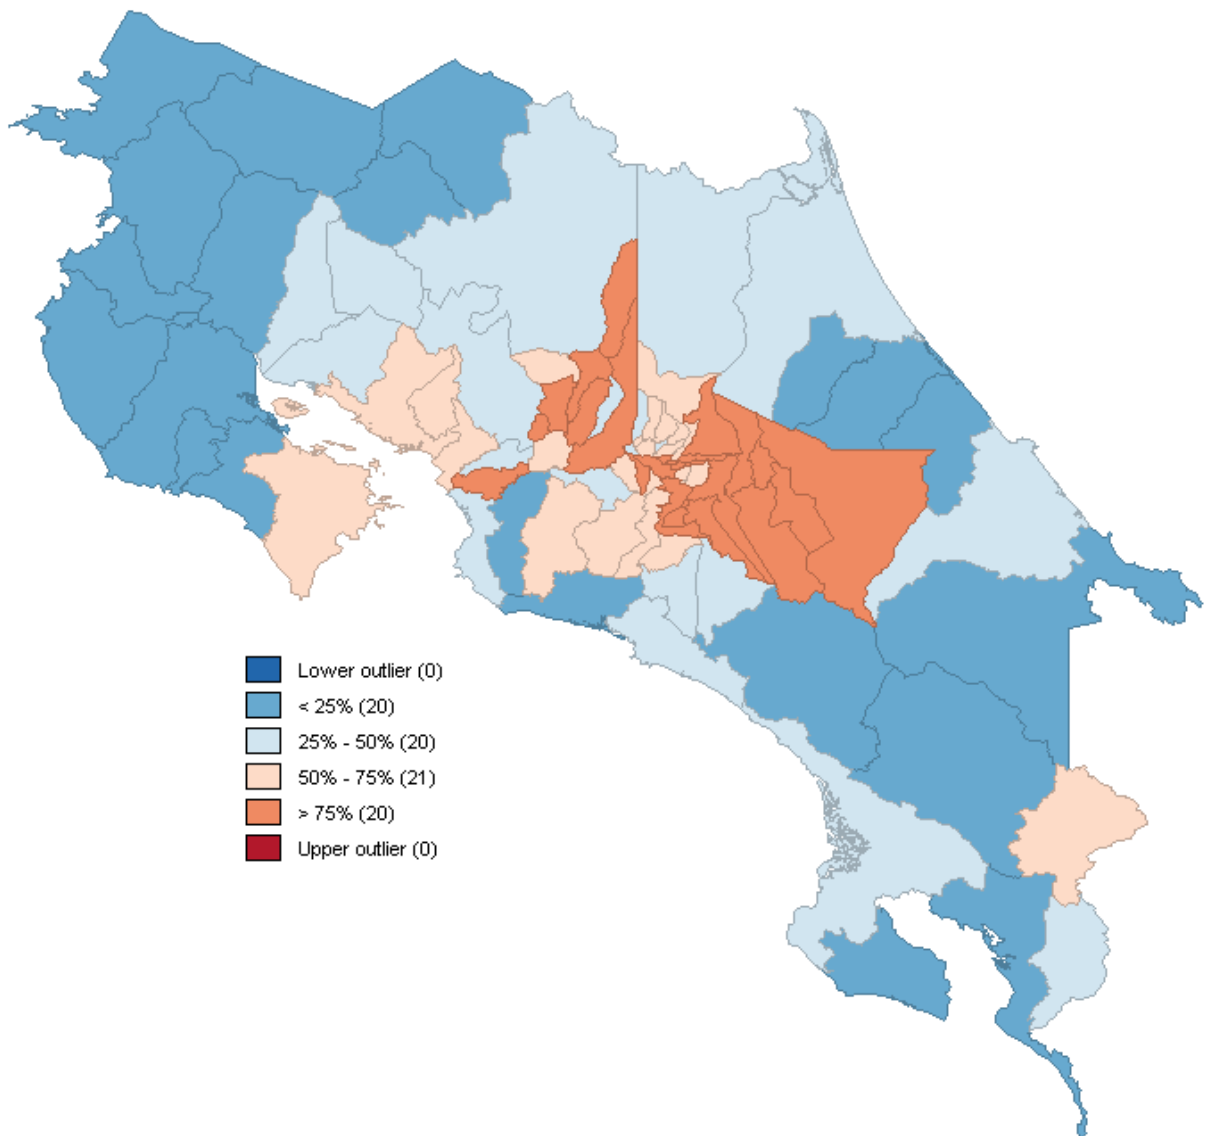 Lower outlier (0)
< 25% (20)
25% - 50% (20)
50% - 75% (21)
> 75% (20)
Upper outlier (0)